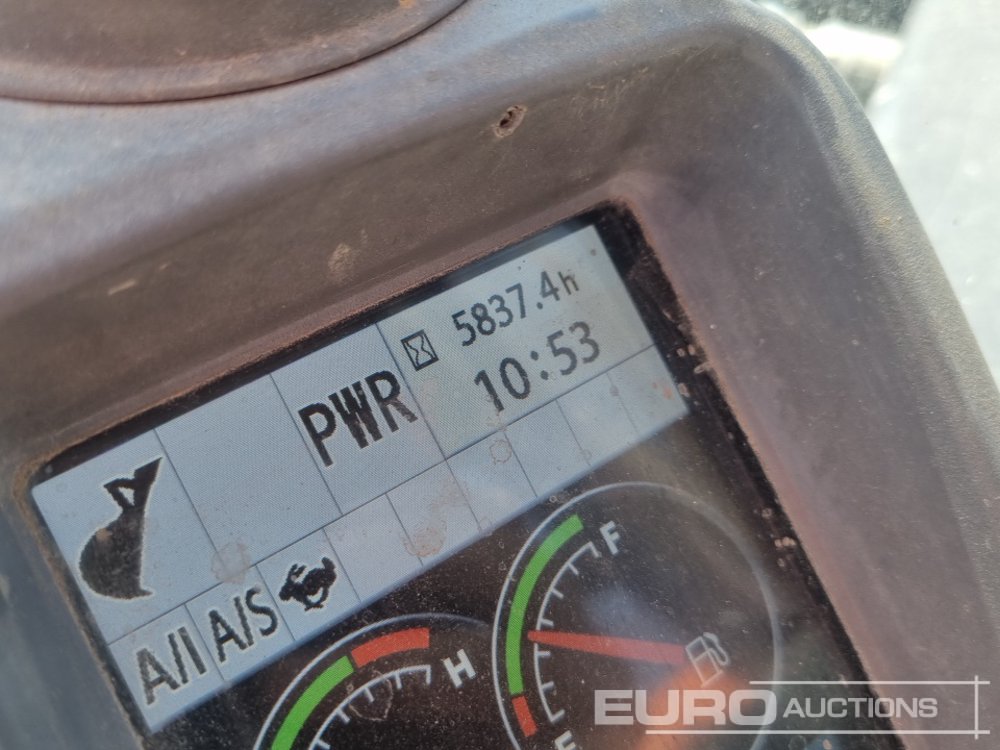 5837.4h
PWR 10:53
A/I A/S
H
F
E
EURO AUCTIONS